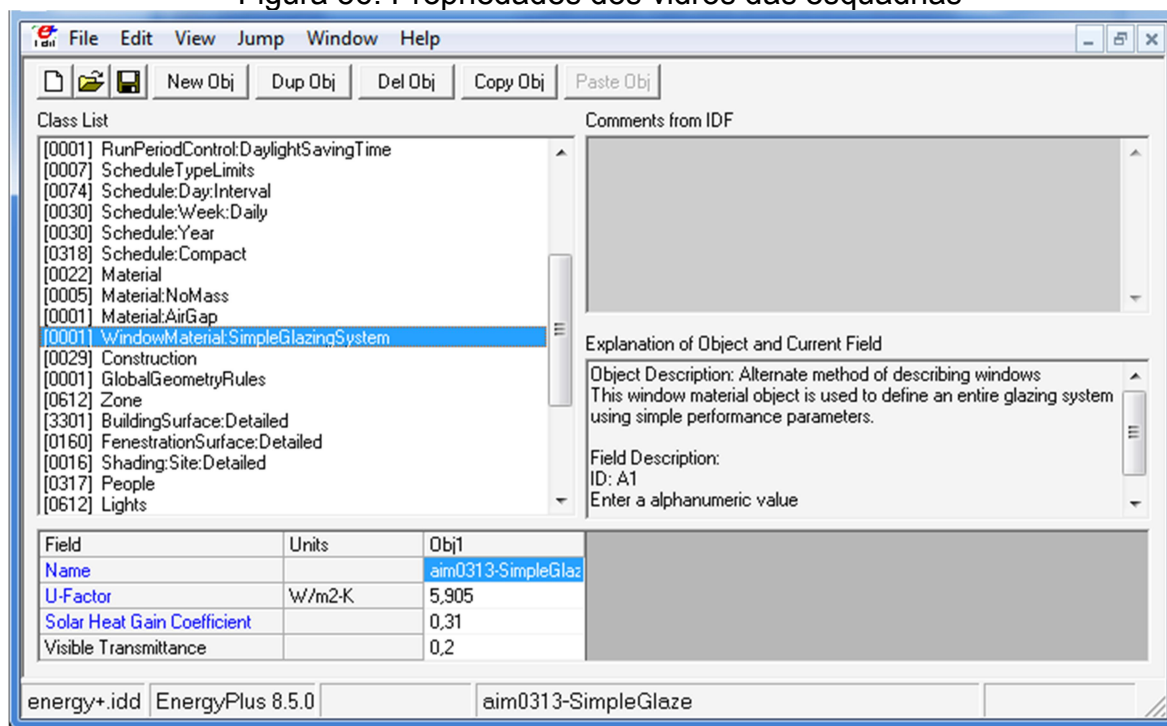 Figura 56: Propriedades dos vidros das esquadrias
File Edit View Jump Window Help
New Obj Dup Obj Del Obj Copy Obj Paste Obj
Class List
[0001] RunPeriodControl:DaylightSavingTime
[0007] ScheduleTypeLimits
[0074] Schedule:Day:Interval
[0030] Schedule:Week:Daily
[0030] Schedule:Year
[0318] Schedule:Compact
[0022] Material
[0005] Material:NoMass
[0001] Material:AirGap
[0001] WindowMaterial:SimpleGlazingSystem
[0029] Construction
[0001] GlobalGeometryRules
[0612] Zone
[3301] BuildingSurface:Detailed
[0160] FenestrationSurface:Detailed
[0016] Shading:Site:Detailed
[0317] People
[0612] Lights
Comments from IDF
Explanation of Object and Current Field
Object Description: Alternate method of describing windows
This window material object is used to define an entire glazing system
using simple performance parameters.
Field Description:
ID: A1
Enter a alphanumeric value
Field Units Obj1
Name aim0313-SimpleGlaz
U-Factor W/m2-K 5,905
Solar Heat Gain Coefficient 0,31
Visible Transmittance 0,2
energy+.idd EnergyPlus 8.5.0 aim0313-SimpleGlaze